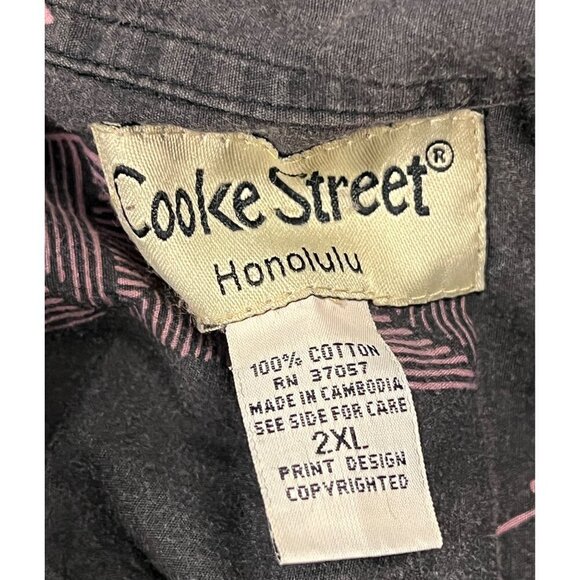 Cooke Street®
Honolulu
100% COTTON
RN 37057
MADE IN CAMBODIA
SEE SIDE FOR CARE
2XL
PRINT DESIGN
COPYRIGHTED